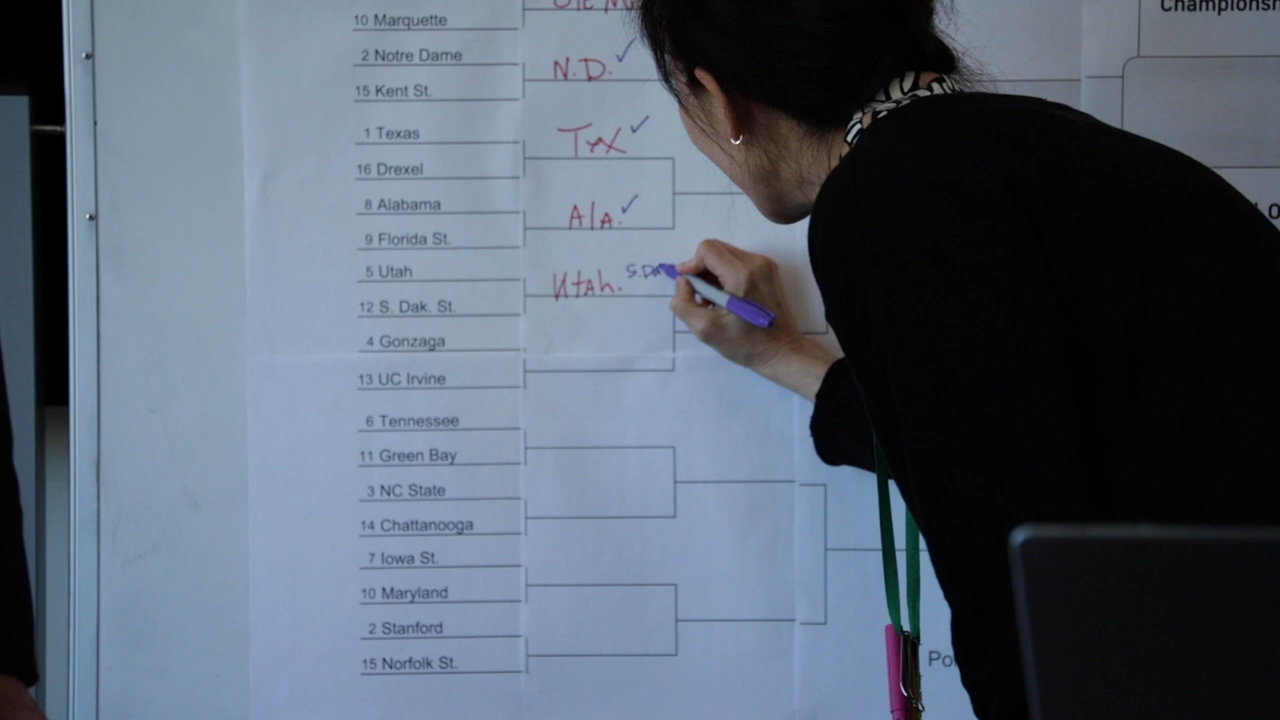 10 Marquette
2 Notre Dame
15 Kent St.
1 Texas
16 Drexel
8 Alabama
9 Florida St.
5 Utah
12 S. Dak. St.
4 Gonzaga
13 UC Irvine
6 Tennessee
11 Green Bay
3 NC State
14 Chattanooga
7 Iowa St.
10 Maryland
2 Stanford
15 Norfolk St.
N.D. ✓
Tex ✓
Ala. ✓
Utah. S.D
Championsh
Po